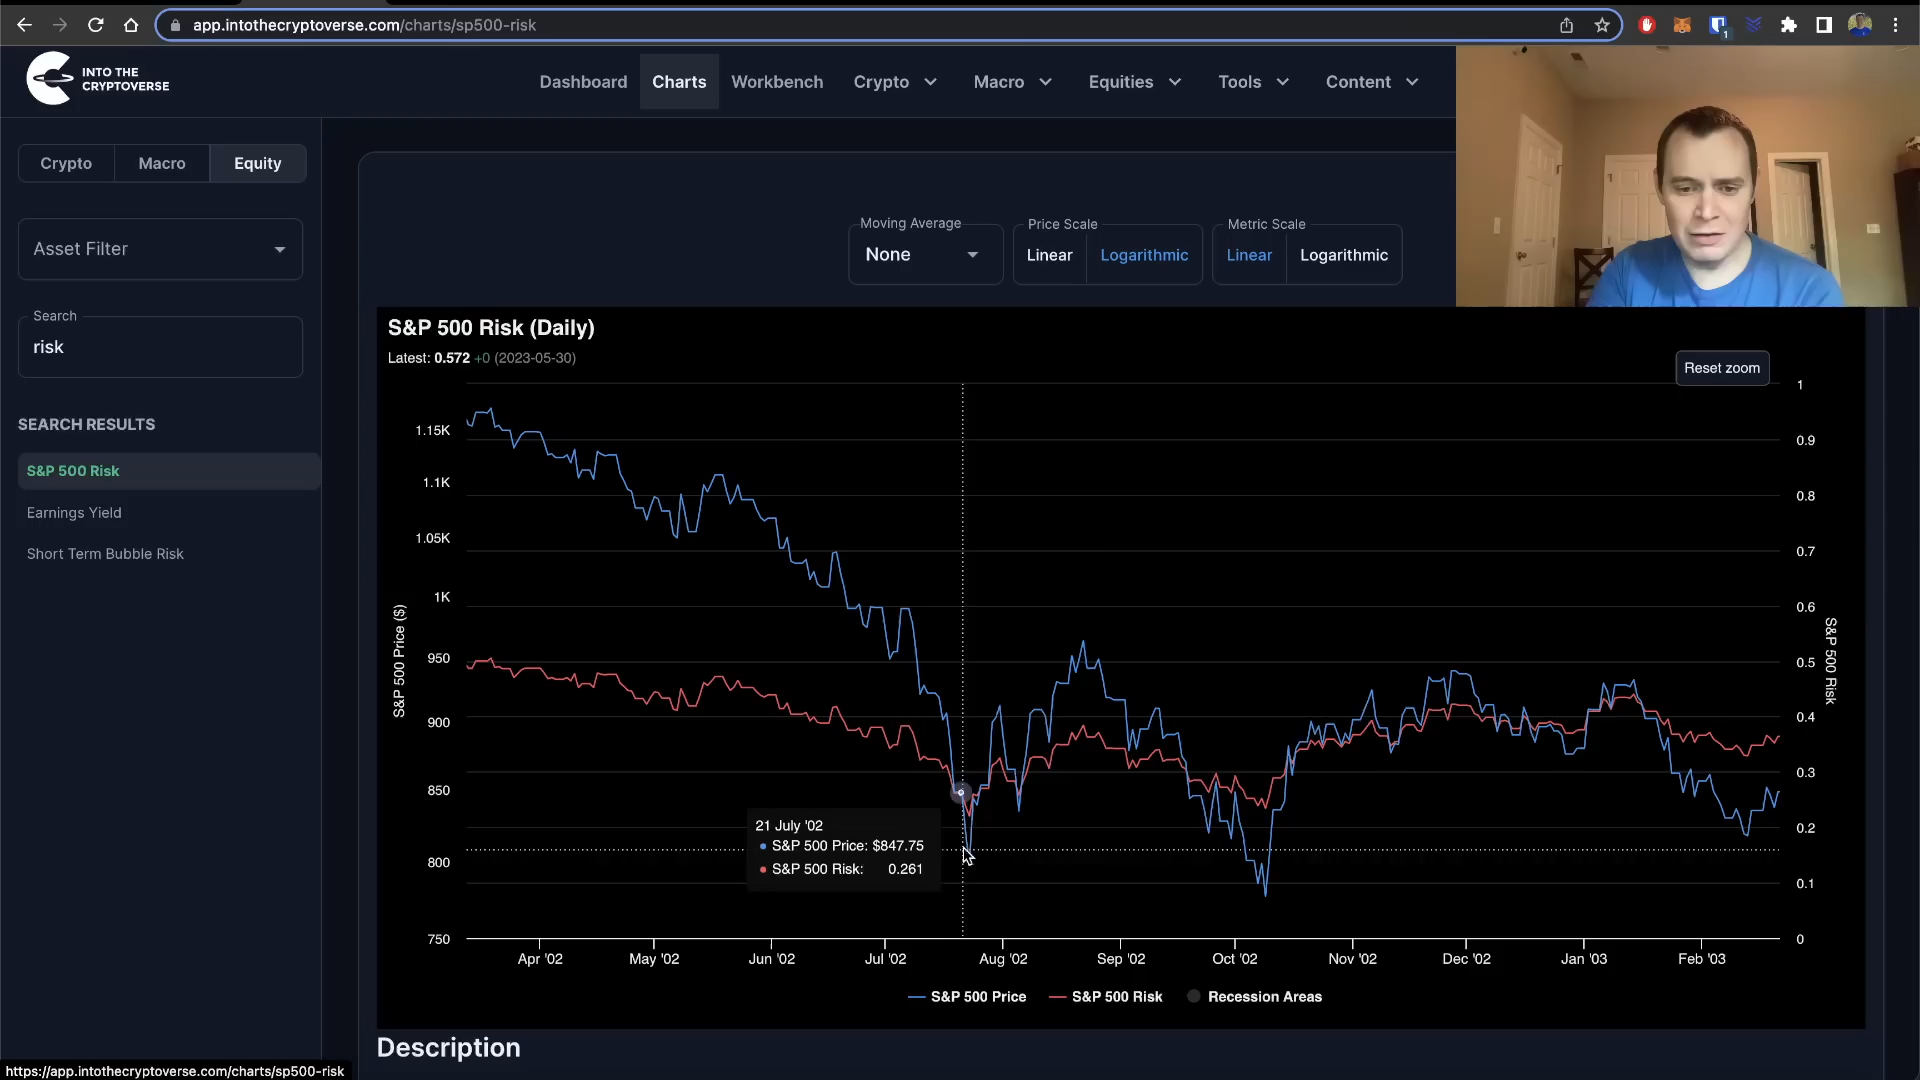 app.intothecryptoverse.com/charts/sp500-risk
1
INTO THE
CRYPTOVERSE
Dashboard
Charts
Workbench
Crypto
Macro
Equities
Tools
Content
Crypto
Macro
Equity
Asset Filter
Search
risk
SEARCH RESULTS
S&P 500 Risk
Earnings Yield
Short Term Bubble Risk
Moving Average
None
Price Scale
Linear
Logarithmic
Metric Scale
Linear
Logarithmic
S&P 500 Risk (Daily)
Latest: 0.572 +0 (2023-05-30)
Reset zoom
1.15K
1.1K
1.05K
1K
950
900
850
800
750
S&P 500 Price ($)
1
0.9
0.8
0.7
0.6
0.5
0.4
0.3
0.2
0.1
0
S&P 500 Risk
21 July '02
S&P 500 Price: $847.75
S&P 500 Risk: 0.261
Apr '02
May '02
Jun '02
Jul '02
Aug '02
Sep '02
Oct '02
Nov '02
Dec '02
Jan '03
Feb '03
S&P 500 Price
S&P 500 Risk
Recession Areas
Description
https://app.intothecryptoverse.com/charts/sp500-risk